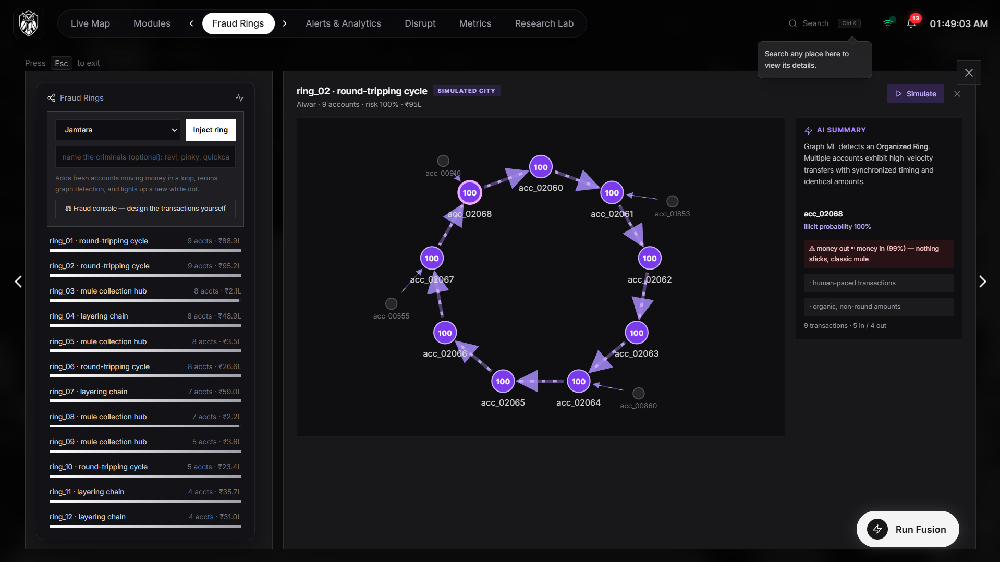 Live Map
Modules
Fraud Rings
Alerts & Analytics
Disrupt
Metrics
Research Lab
Search
Ctrl K
13
01:49:03 AM
Search any place here to
view its details.
Press Esc to exit
Fraud Rings
Jamtara
Inject ring
name the criminals (optional): ravi, pinky, quickca
Adds fresh accounts moving money in a loop, reruns
graph detection, and lights up a new white dot.
Fraud console — design the transactions yourself
ring_01 · round-tripping cycle 9 accts · ₹88.9L
ring_02 · round-tripping cycle 9 accts · ₹95.2L
ring_03 · mule collection hub 8 accts · ₹2.1L
ring_04 · layering chain 8 accts · ₹48.9L
ring_05 · mule collection hub 8 accts · ₹3.5L
ring_06 · round-tripping cycle 8 accts · ₹26.6L
ring_07 · layering chain 7 accts · ₹59.0L
ring_08 · mule collection hub 7 accts · ₹2.2L
ring_09 · mule collection hub 5 accts · ₹3.6L
ring_10 · round-tripping cycle 5 accts · ₹23.4L
ring_11 · layering chain 4 accts · ₹35.7L
ring_12 · layering chain 4 accts · ₹31.0L
ring_02 · round-tripping cycle
SIMULATED CITY
Alwar · 9 accounts · risk 100% · ₹95L
Simulate
acc_00916
100
acc_02060
100
acc_02068
100
acc_02061
acc_01853
100
acc_02067
100
acc_02062
acc_00555
100
acc_02066
100
acc_02063
100
acc_02065
100
acc_02064
acc_00860
AI SUMMARY
Graph ML detects an Organized Ring.
Multiple accounts exhibit high-velocity
transfers with synchronized timing and
identical amounts.
acc_02068
illicit probability 100%
⚠ money out ≈ money in (99%) — nothing
sticks, classic mule
· human-paced transactions
· organic, non-round amounts
9 transactions · 5 in / 4 out
Run Fusion